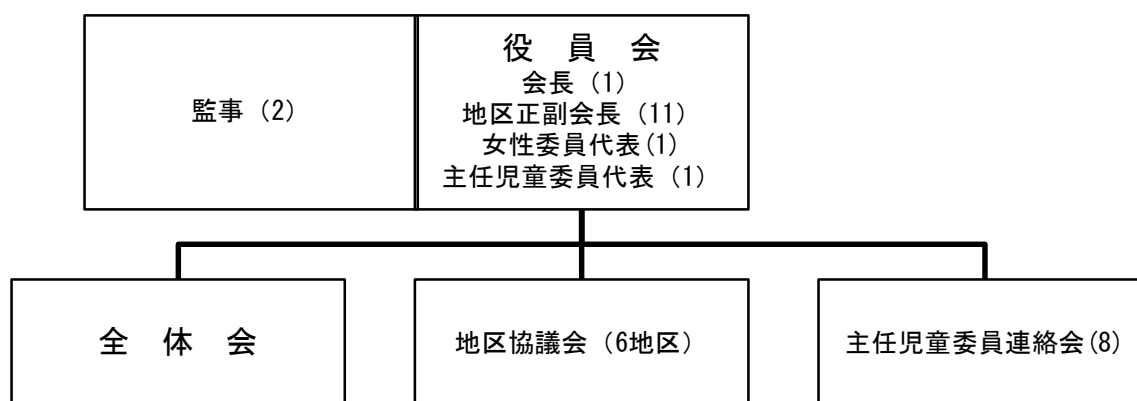 監事（2）
役　員　会
会長（1）
地区正副会長（11）
女性委員代表(1)
主任児童委員代表（1）
全　体　会
地区協議会（6地区）
主任児童委員連絡会(8)